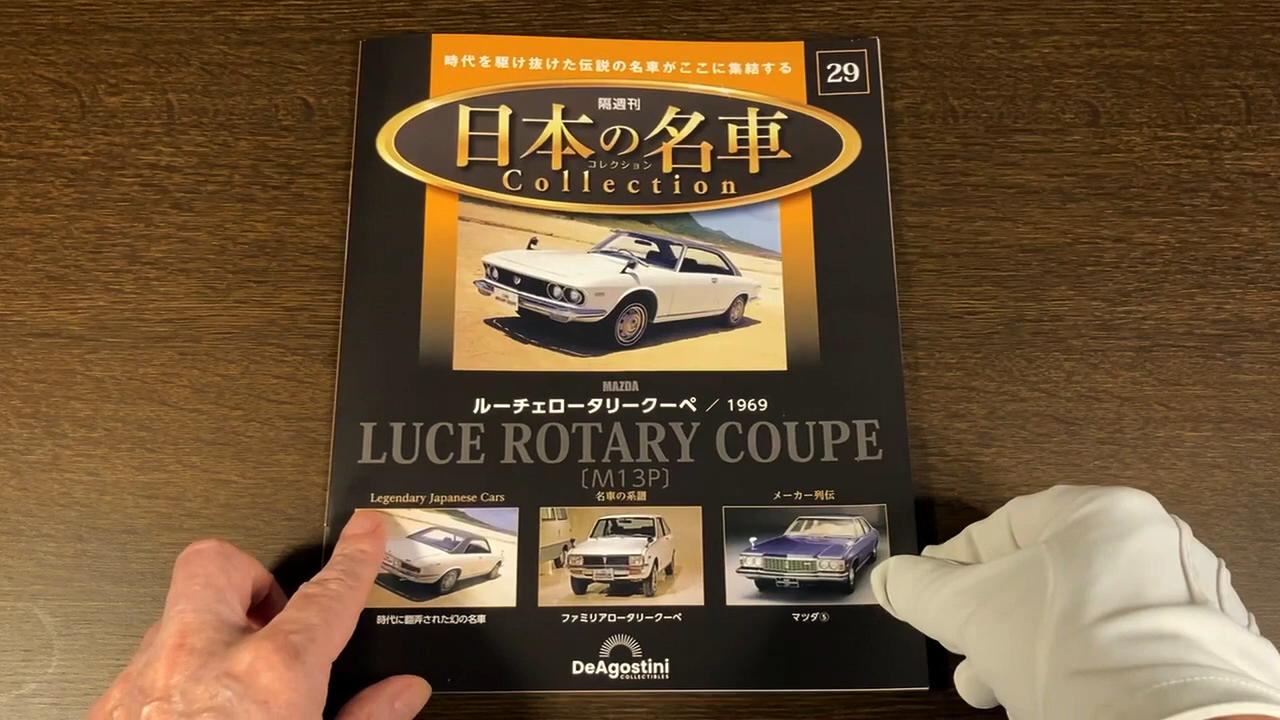 時代を駆け抜けた伝説の名車がここに集結する
29
隔週刊
日本の名車
コレクション
Collection
MAZDA
ルーチェロータリークーペ / 1969
LUCE ROTARY COUPE
[M13P]
Legendary Japanese Cars
名車の系譜
メーカー列伝
時代に翻弄された幻の名車
ファミリアロータリークーペ
マツダ⑤
DeAgostini
COLLECTIBLES